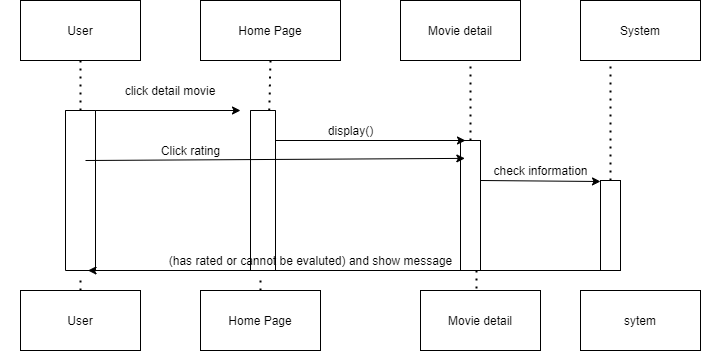 User
Home Page
Movie detail
System
click detail movie
display()
Click rating
check information
(has rated or cannot be evaluted) and show message
User
Home Page
Movie detail
sytem